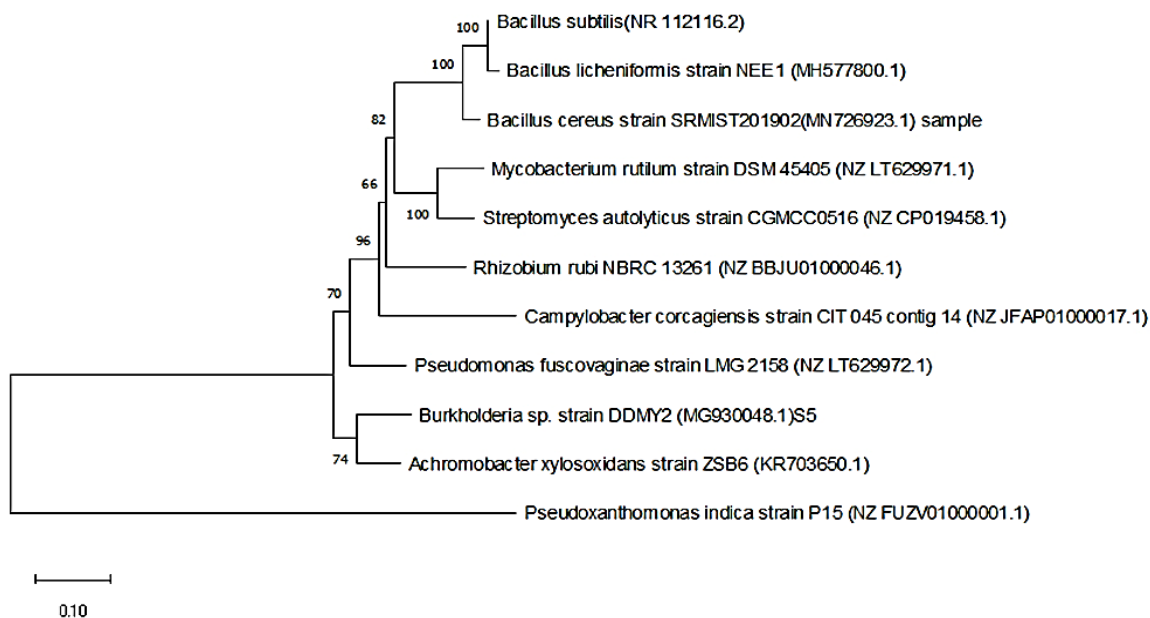 100
Bacillus subtilis(NR 112116.2)
100
Bacillus licheniformis strain NEE1 (MH577800.1)
82
Bacillus cereus strain SRMIST201902(MN726923.1) sample
66
Mycobacterium rutilum strain DSM 45405 (NZ LT629971.1)
100
Streptomyces autolyticus strain CGMCC0516 (NZ CP019458.1)
96
Rhizobium rubi NBRC 13261 (NZ BBJU01000046.1)
70
Campylobacter corcagiensis strain CIT 045 contig 14 (NZ JFAP01000017.1)
Pseudomonas fuscovaginae strain LMG 2158 (NZ LT629972.1)
Burkholderia sp. strain DDMY2 (MG930048.1)S5
74
Achromobacter xylosoxidans strain ZSB6 (KR703650.1)
Pseudoxanthomonas indica strain P15 (NZ FUZV01000001.1)
0.10